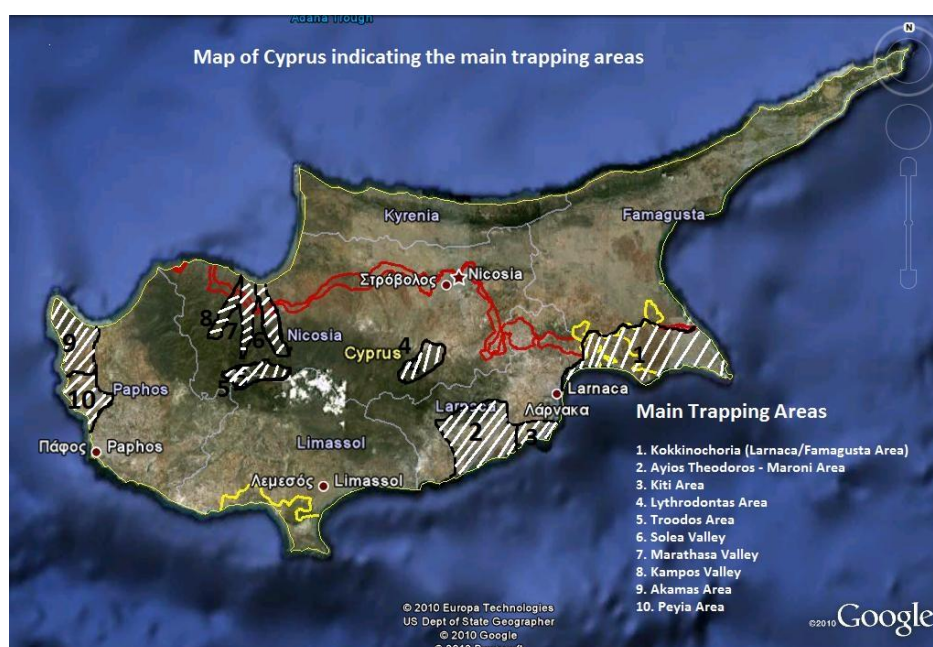 Adana Trough
Map of Cyprus indicating the main trapping areas
N
Kyrenia
Famagusta
Στρόβολος
Nicosia
8
7
6
Nicosia
Cyprus
4
1
9
5
Paphos
10
Larnaca
Larnaca
Λάρνακα
2
3
Πάφος
Paphos
Limassol
Λεμεσός
Limassol
Main Trapping Areas
1. Kokkinochoria (Larnaca/Famagusta Area)
2. Ayios Theodoros - Maroni Area
3. Kiti Area
4. Lythrodontas Area
5. Troodos Area
6. Solea Valley
7. Marathasa Valley
8. Kampos Valley
9. Akamas Area
10. Peyia Area
© 2010 Europa Technologies
US Dept of State Geographer
© 2010 Google
©2010 Google